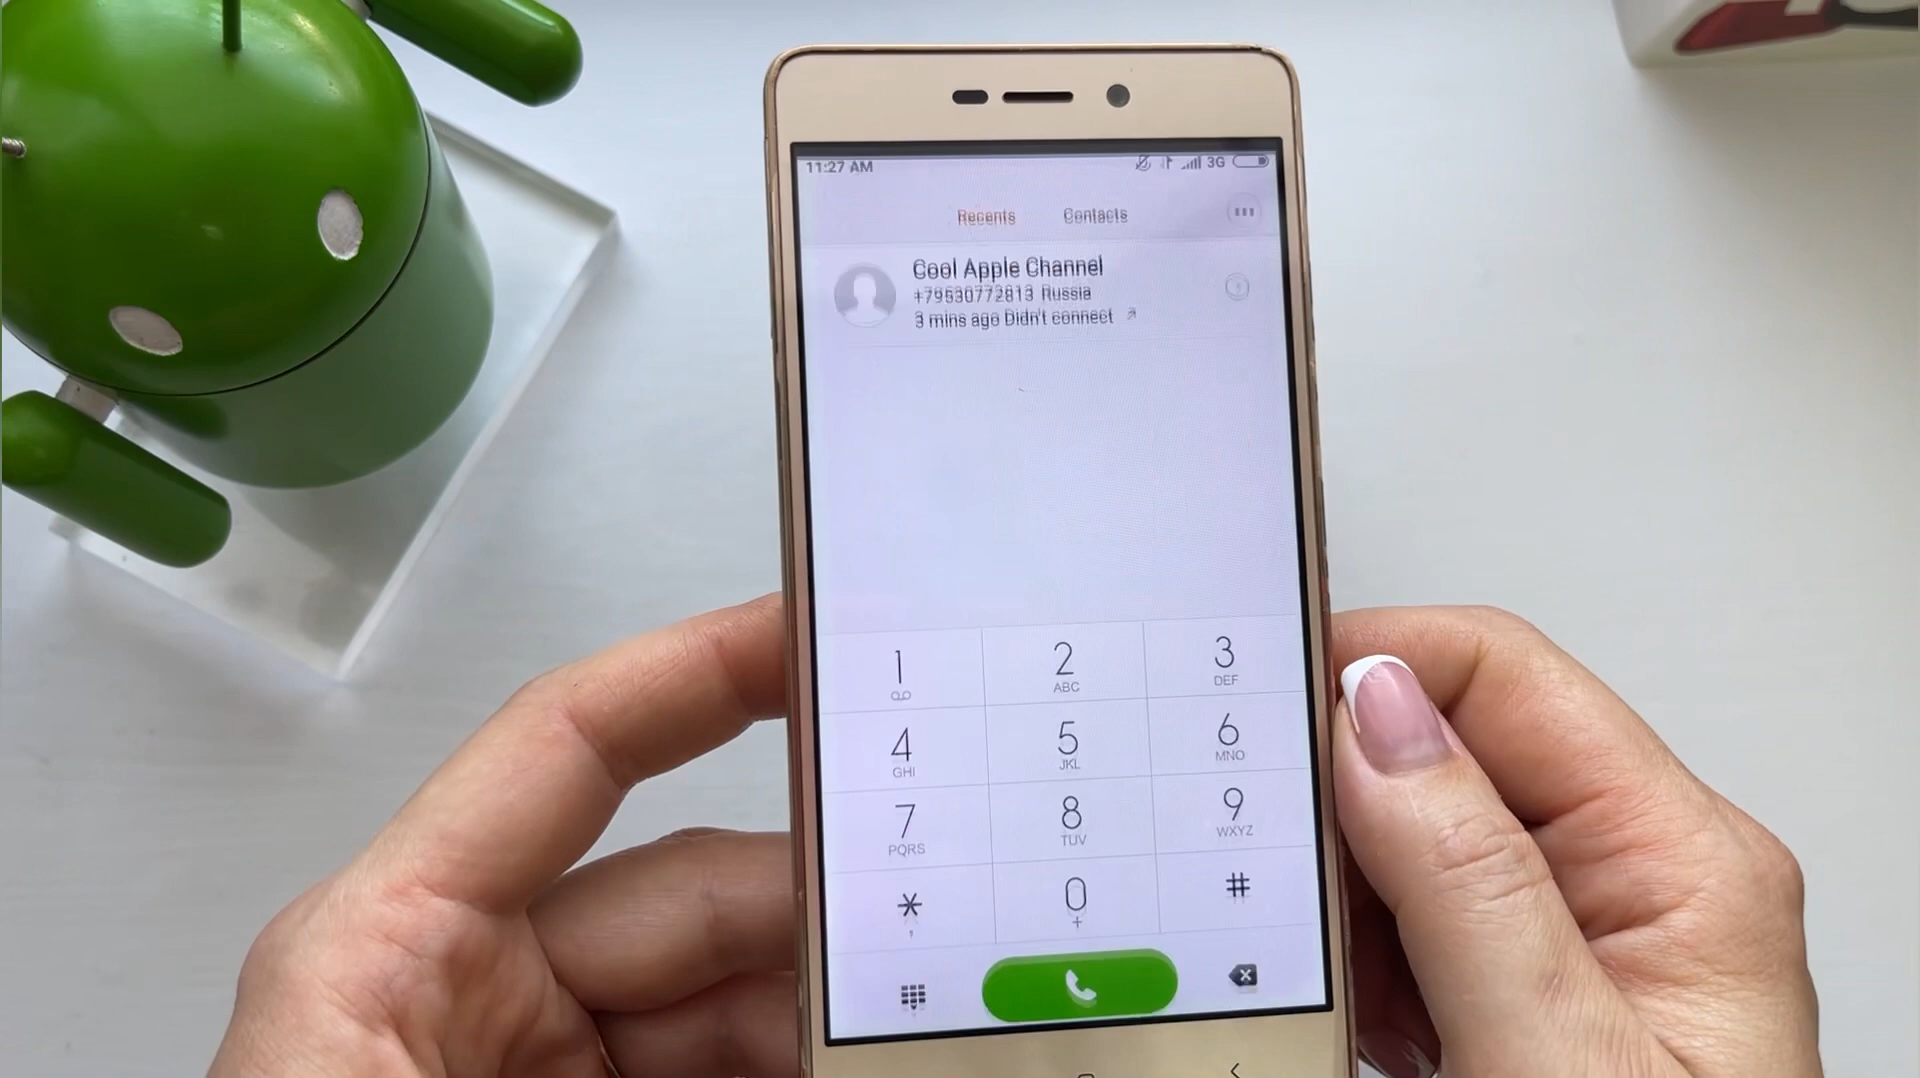 11:27 AM 3G
Recents Contacts
Cool Apple Channel
+79530772813 Russia
3 mins ago Didn't connect
1 2 ABC 3 DEF
4 GHI 5 JKL 6 MNO
7 PQRS 8 TUV 9 WXYZ
* , 0 + #